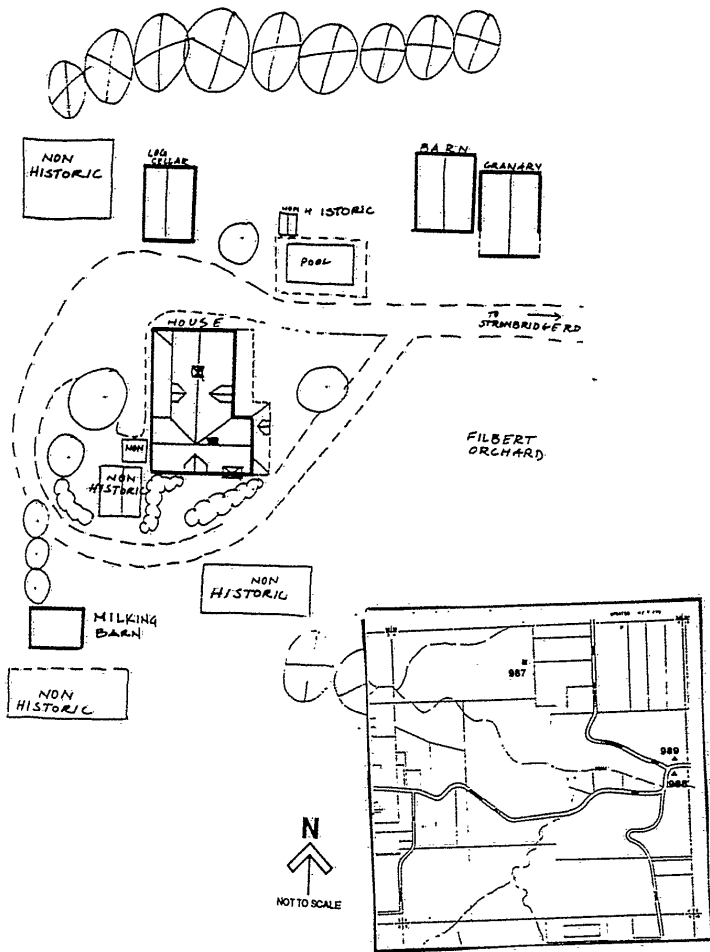 NON
HISTORIC
LOG
CELLAR
BARN
GRANARY
NON HISTORIC
POOL
HOUSE
TO
STRINBRIDGE RD
FILBERT
ORCHARD
NON
NON
HISTORIC
NON
HISTORIC
MILKING
BARN
NON
HISTORIC
987
989
988
N
NOT TO SCALE